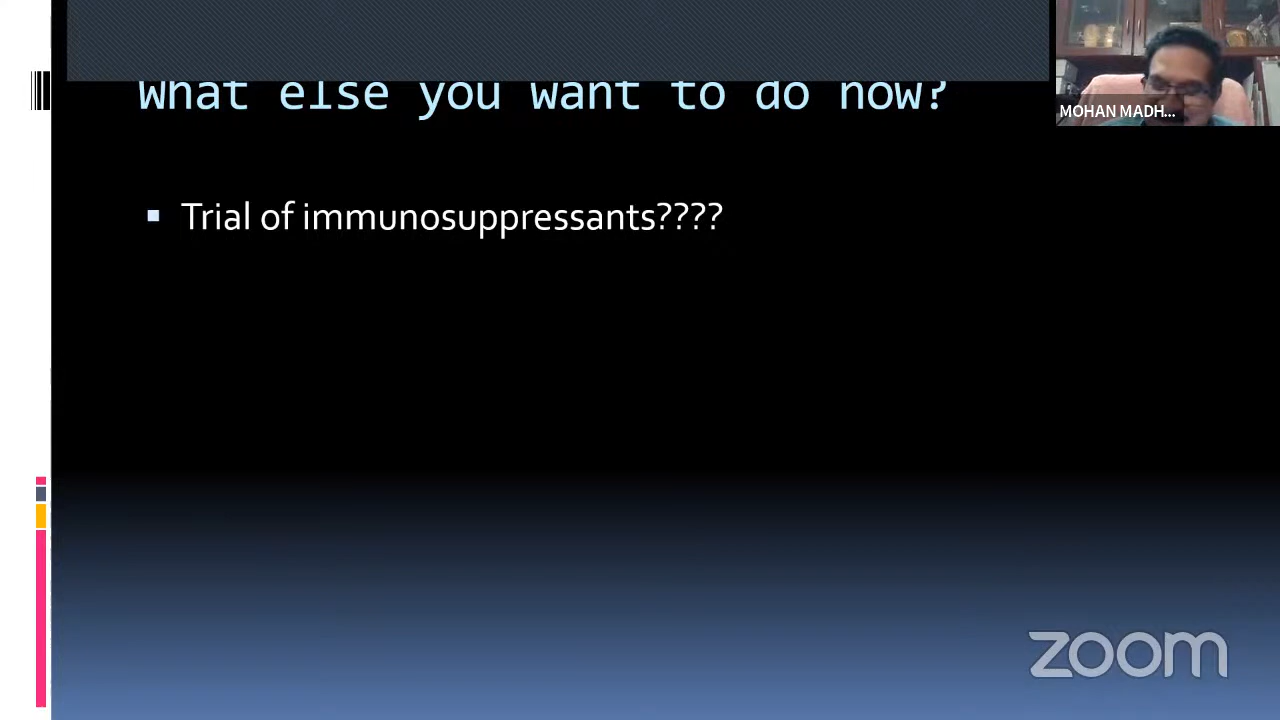 What else you want to do now?
MOHAN MADH...
Trial of immunosuppressants????
zoom